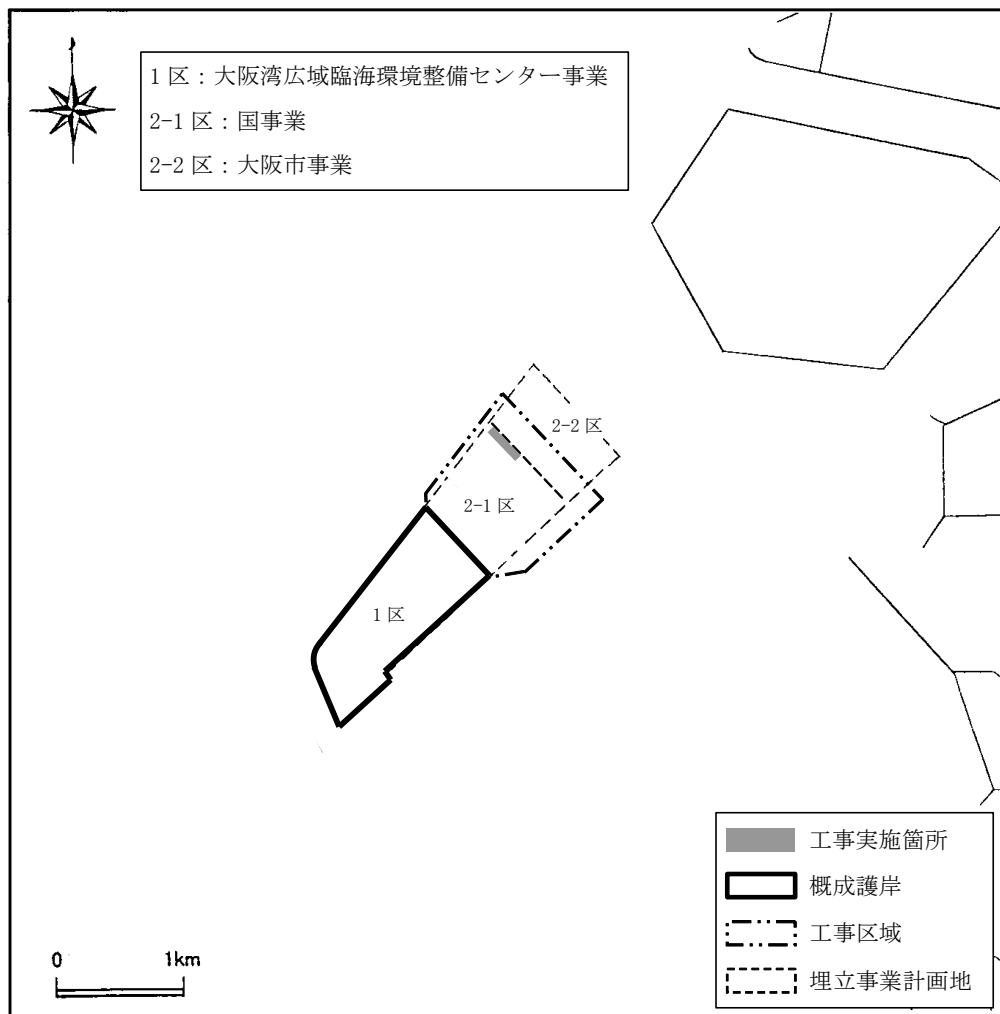 1区：大阪湾広域臨海環境整備センター事業
2-1区：国事業
2-2区：大阪市事業
2-2区
2-1区
1区
工事実施箇所
概成護岸
工事区域
埋立事業計画地
0 1km